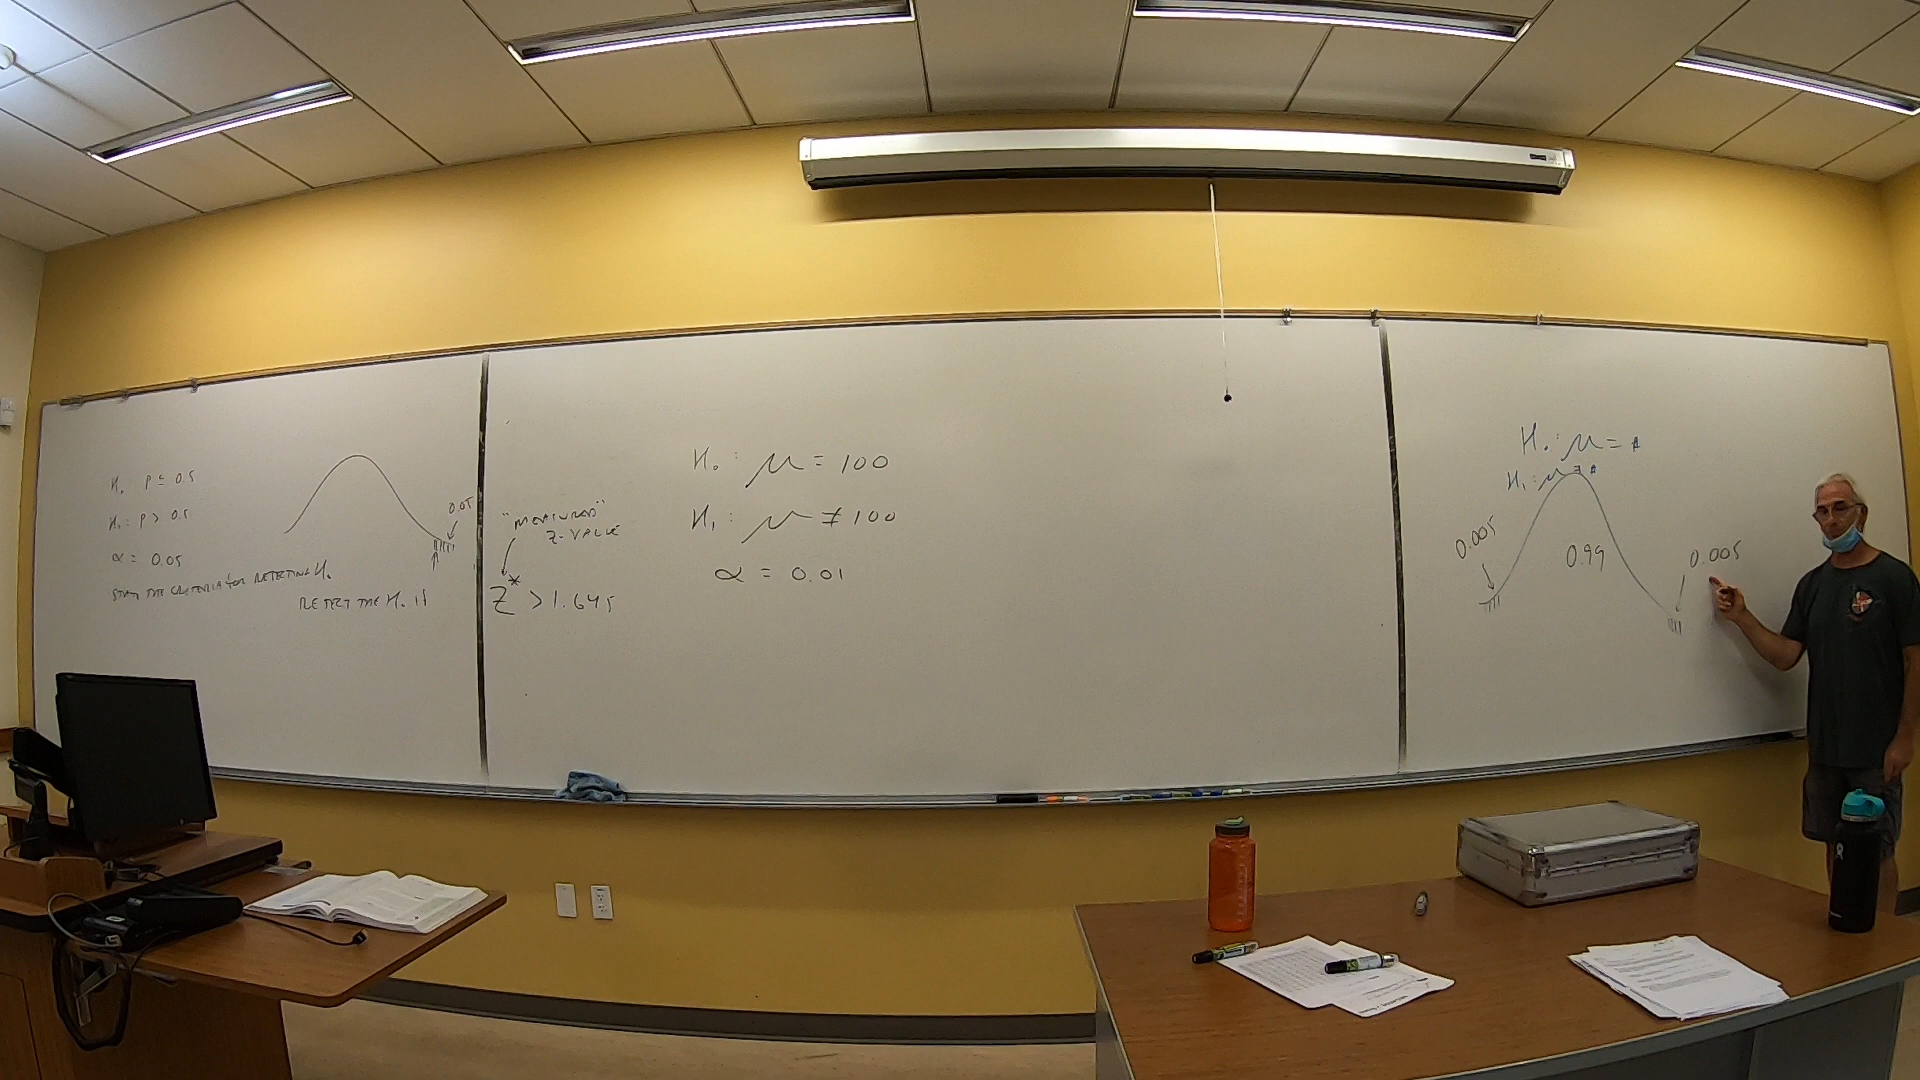 H₀ P ≤ 0.5
H₁: P > 0.5
α = 0.05
STATE THE CRITERIA FOR REJECTING H₀
REJECT THE H₀ if
0.05
"MEASURED"
Z-VALUE
Z* > 1.645
H₀: μ = 100
H₁: μ ≠ 100
α = 0.01
H₀: μ = #
H₁: μ ≠ #
0.005
0.99
0.005